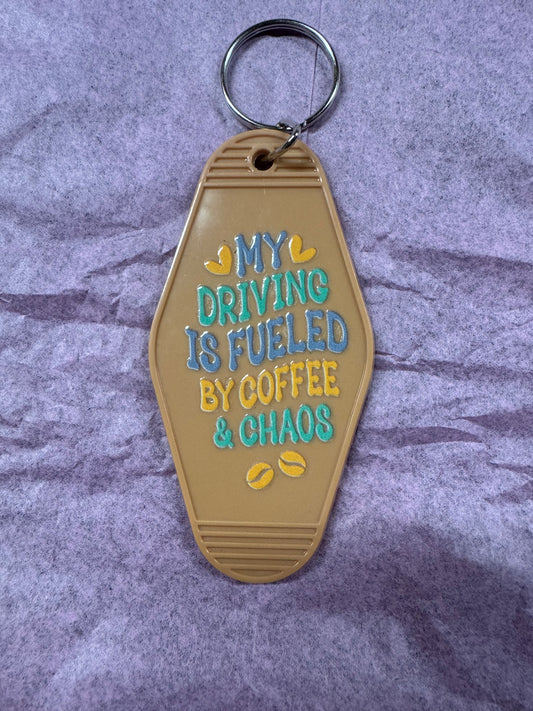 MY
DRIVING
IS FUELED
BY COFFEE
& CHAOS